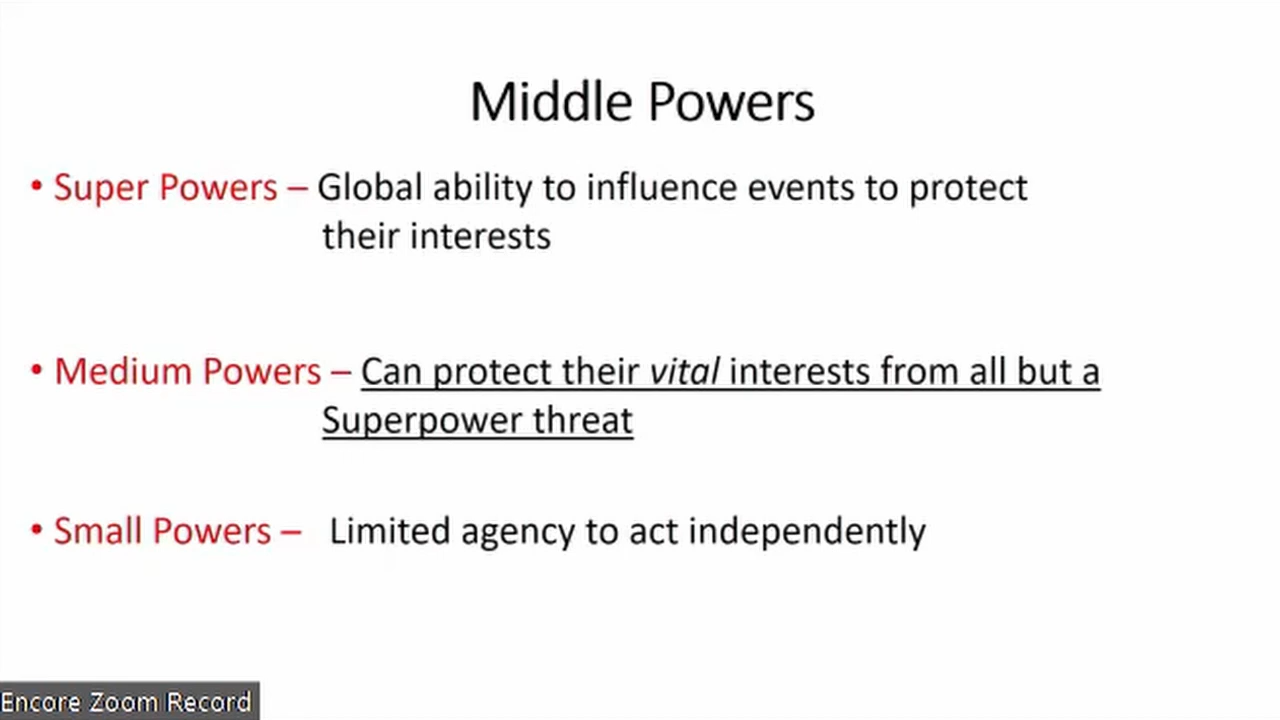 Middle Powers
• Super Powers – Global ability to influence events to protect
their interests
• Medium Powers – Can protect their vital interests from all but a
Superpower threat
• Small Powers – Limited agency to act independently
Encore Zoom Record